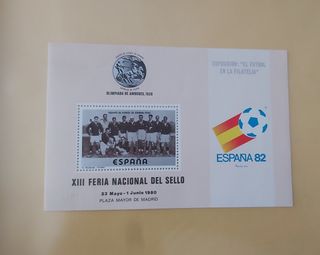 EXPOSICION: "EL FUTBOL
EN LA FILATELIA"
OLIMPIADA DE AMBERES, 1920
ESPAÑA
XIII FERIA NACIONAL DEL SELLO
23 Mayo - 1 Junio 1980
PLAZA MAYOR DE MADRID
ESPAÑA 82